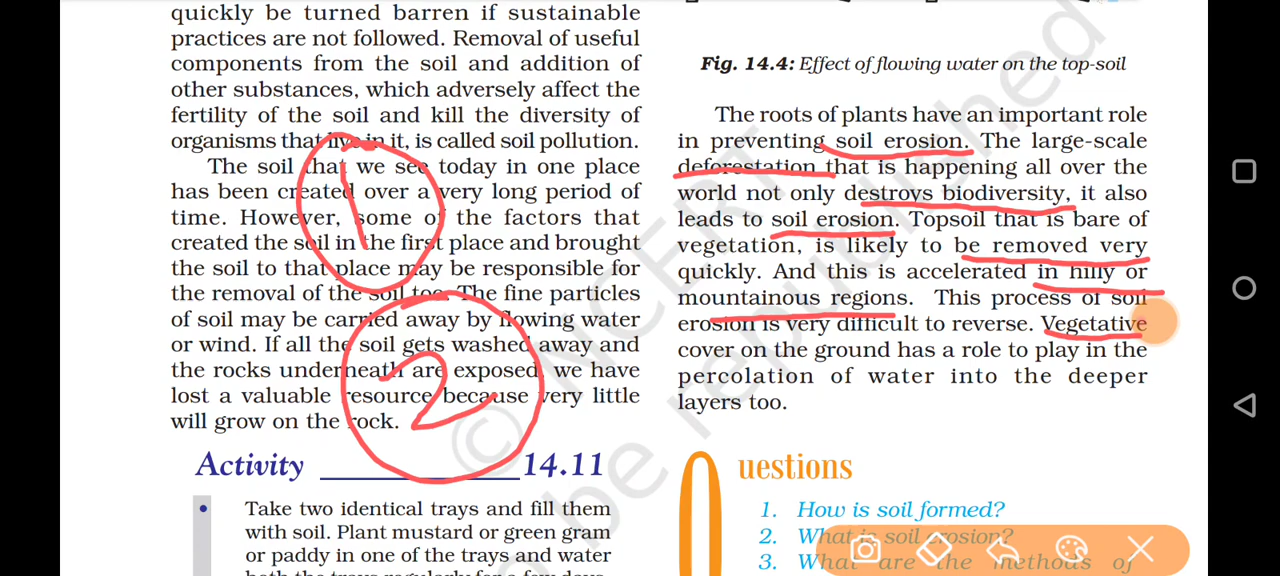 quickly be turned barren if sustainable
practices are not followed. Removal of useful
components from the soil and addition of
other substances, which adversely affect the
fertility of the soil and kill the diversity of
organisms that live in it, is called soil pollution.
The soil that we see today in one place
has been created over a very long period of
time. However, some of the factors that
created the soil in the first place and brought
the soil to that place may be responsible for
the removal of the soil too. The fine particles
of soil may be carried away by flowing water
or wind. If all the soil gets washed away and
the rocks underneath are exposed, we have
lost a valuable resource because very little
will grow on the rock.
1
2
Activity 14.11
• Take two identical trays and fill them
with soil. Plant mustard or green gram
or paddy in one of the trays and water
both the trays regularly for a few days,
Fig. 14.4: Effect of flowing water on the top-soil
The roots of plants have an important role
in preventing soil erosion. The large-scale
deforestation that is happening all over the
world not only destroys biodiversity, it also
leads to soil erosion. Topsoil that is bare of
vegetation, is likely to be removed very
quickly. And this is accelerated in hilly or
mountainous regions. This process of soil
erosion is very difficult to reverse. Vegetative
cover on the ground has a role to play in the
percolation of water into the deeper
layers too.
Questions
1. How is soil formed?
2. What is soil erosion?
3. What are the methods of
© NCERT
be republished